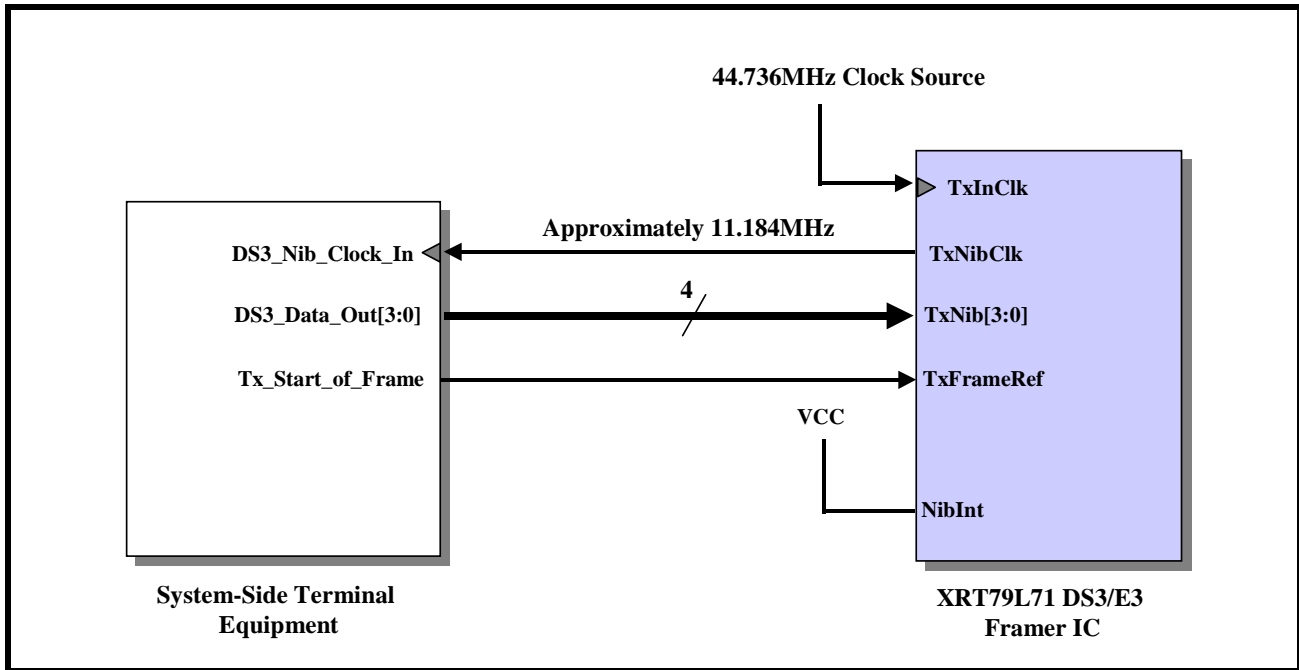 44.736MHz Clock Source
TxInClk
Approximately 11.184MHz
DS3_Nib_Clock_In
TxNibClk
4
DS3_Data_Out[3:0]
TxNib[3:0]
Tx_Start_of_Frame
TxFrameRef
VCC
NibInt
System-Side Terminal
Equipment
XRT79L71 DS3/E3
Framer IC